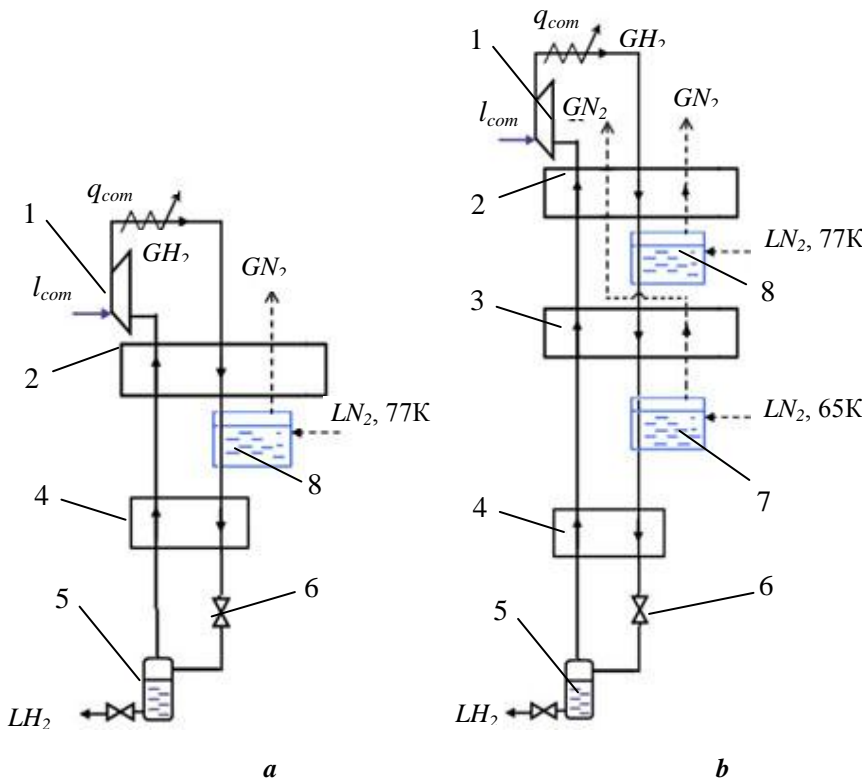 q_com
1
GH₂
l_com
2
GN₂
LN₂, 77K
8
4
5
6
LH₂
a
q_com
1
GH₂
GN₂
GN₂
l_com
2
LN₂, 77K
8
3
LN₂, 65K
7
4
6
5
LH₂
b